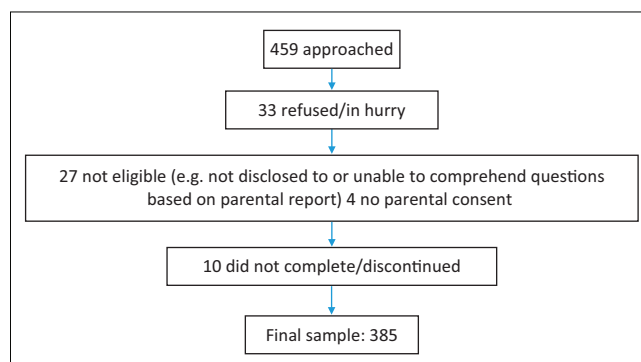 459 approached
33 refused/in hurry
27 not eligible (e.g. not disclosed to or unable to comprehend questions
based on parental report) 4 no parental consent
10 did not complete/discontinued
Final sample: 385